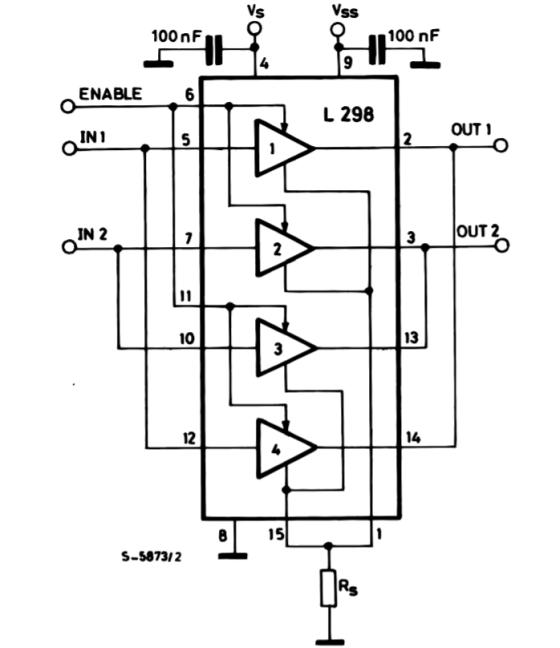 Vs Vss
100 nF 100 nF
4 9
ENABLE 6
L 298
IN 1 5 1 2 OUT 1
IN 2 7 2 3 OUT 2
11
10 3 13
12 4 14
8 15 1
S-5873/2
Rs